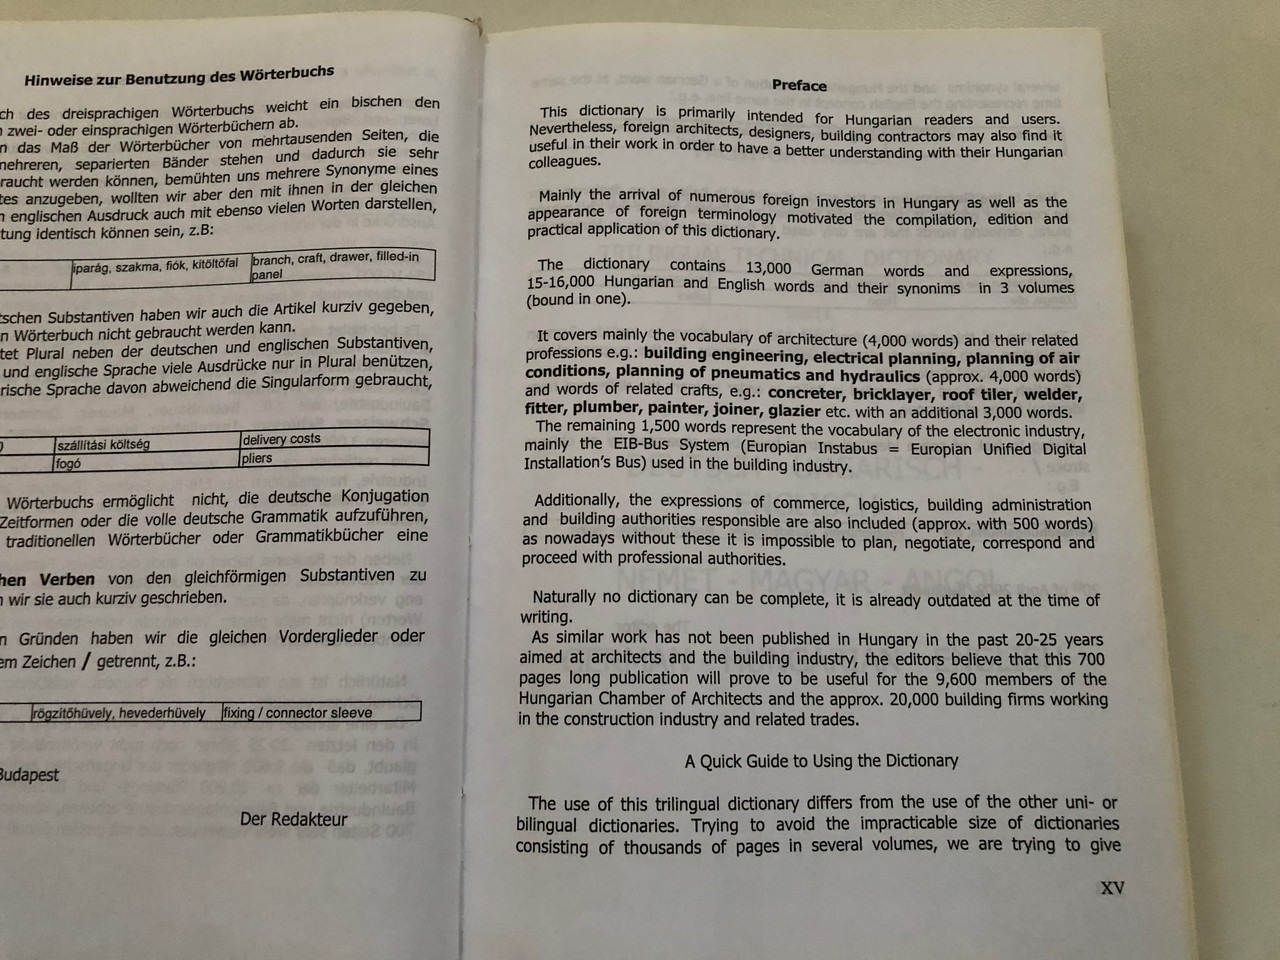 Hinweise zur Benutzung des Wörterbuchs
ch des dreisprachigen Wörterbuchs weicht ein bischen den
zwei- oder einsprachigen Wörterbüchern ab.
n das Maß der Wörterbücher von mehrtausenden Seiten, die
nehreren, separierten Bänder stehen und dadurch sie sehr
raucht werden können, bemühten uns mehrere Synonyme eines
tes anzugeben, wollten wir aber den mit ihnen in der gleichen
n englischen Ausdruck auch mit ebenso vielen Worten darstellen,
tung identisch können sein, z.B:
iparág, szakma, fiók, kitöltőfal
branch, craft, drawer, filled-in
panel
tschen Substantiven haben wir auch die Artikel kurziv gegeben,
n Wörterbuch nicht gebraucht werden kann.
tet Plural neben der deutschen und englischen Substantiven,
und englische Sprache viele Ausdrücke nur in Plural benützen,
rische Sprache davon abweichend die Singularform gebraucht,
) szállítási költség delivery costs
fogó pliers
Wörterbuchs ermöglicht nicht, die deutsche Konjugation
Zeitformen oder die volle deutsche Grammatik aufzuführen,
traditionellen Wörterbücher oder Grammatikbücher eine
hen Verben von den gleichförmigen Substantiven zu
n wir sie auch kurziv geschrieben.
n Gründen haben wir die gleichen Vorderglieder oder
em Zeichen / getrennt, z.B.:
rögzítőhüvely, hevederhüvely fixing / connector sleeve
Budapest
Der Redakteur
Preface
This dictionary is primarily intended for Hungarian readers and users.
Nevertheless, foreign architects, designers, building contractors may also find it
useful in their work in order to have a better understanding with their Hungarian
colleagues.
Mainly the arrival of numerous foreign investors in Hungary as well as the
appearance of foreign terminology motivated the compilation, edition and
practical application of this dictionary.
The dictionary contains 13,000 German words and expressions,
15-16,000 Hungarian and English words and their synonyms in 3 volumes
(bound in one).
It covers mainly the vocabulary of architecture (4,000 words) and their related
professions e.g.: building engineering, electrical planning, planning of air
conditions, planning of pneumatics and hydraulics (approx. 4,000 words)
and words of related crafts, e.g.: concreter, bricklayer, roof tiler, welder,
fitter, plumber, painter, joiner, glazier etc. with an additional 3,000 words.
The remaining 1,500 words represent the vocabulary of the electronic industry,
mainly the EIB-Bus System (Europian Instabus = Europian Unified Digital
Installation's Bus) used in the building industry.
Additionally, the expressions of commerce, logistics, building administration
and building authorities responsible are also included (approx. with 500 words)
as nowadays without these it is impossible to plan, negotiate, correspond and
proceed with professional authorities.
Naturally no dictionary can be complete, it is already outdated at the time of
writing.
As similar work has not been published in Hungary in the past 20-25 years
aimed at architects and the building industry, the editors believe that this 700
pages long publication will prove to be useful for the 9,600 members of the
Hungarian Chamber of Architects and the approx. 20,000 building firms working
in the construction industry and related trades.
A Quick Guide to Using the Dictionary
The use of this trilingual dictionary differs from the use of the other uni- or
bilingual dictionaries. Trying to avoid the impracticable size of dictionaries
consisting of thousands of pages in several volumes, we are trying to give
XV